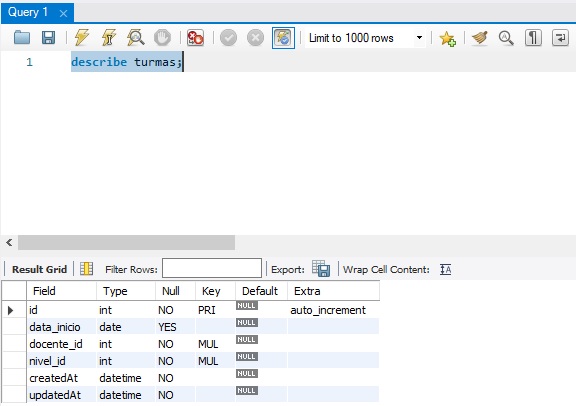 Query 1
Limit to 1000 rows
1 describe turmas;
Result Grid Filter Rows: Export: Wrap Cell Content:
Field Type Null Key Default Extra
id int NO PRI NULL auto_increment
data_inicio date YES NULL
docente_id int NO MUL NULL
nivel_id int NO MUL NULL
createdAt datetime NO NULL
updatedAt datetime NO NULL